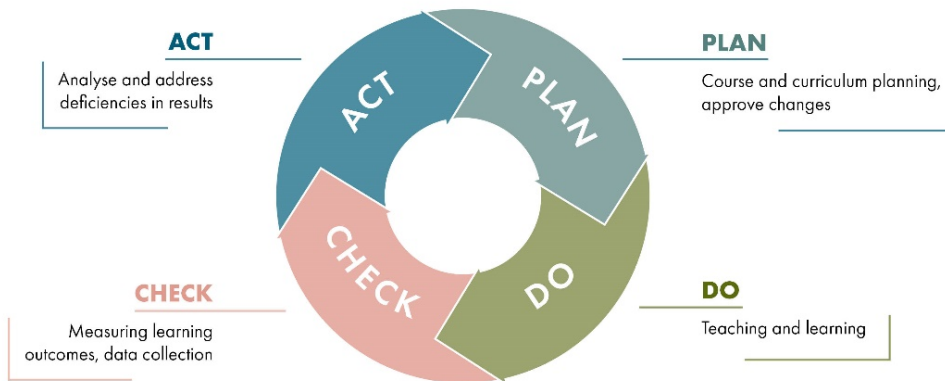 ACT
Analyse and address
deficiencies in results
PLAN
Course and curriculum planning,
approve changes
ACT
PLAN
CHECK
DO
CHECK
Measuring learning
outcomes, data collection
DO
Teaching and learning